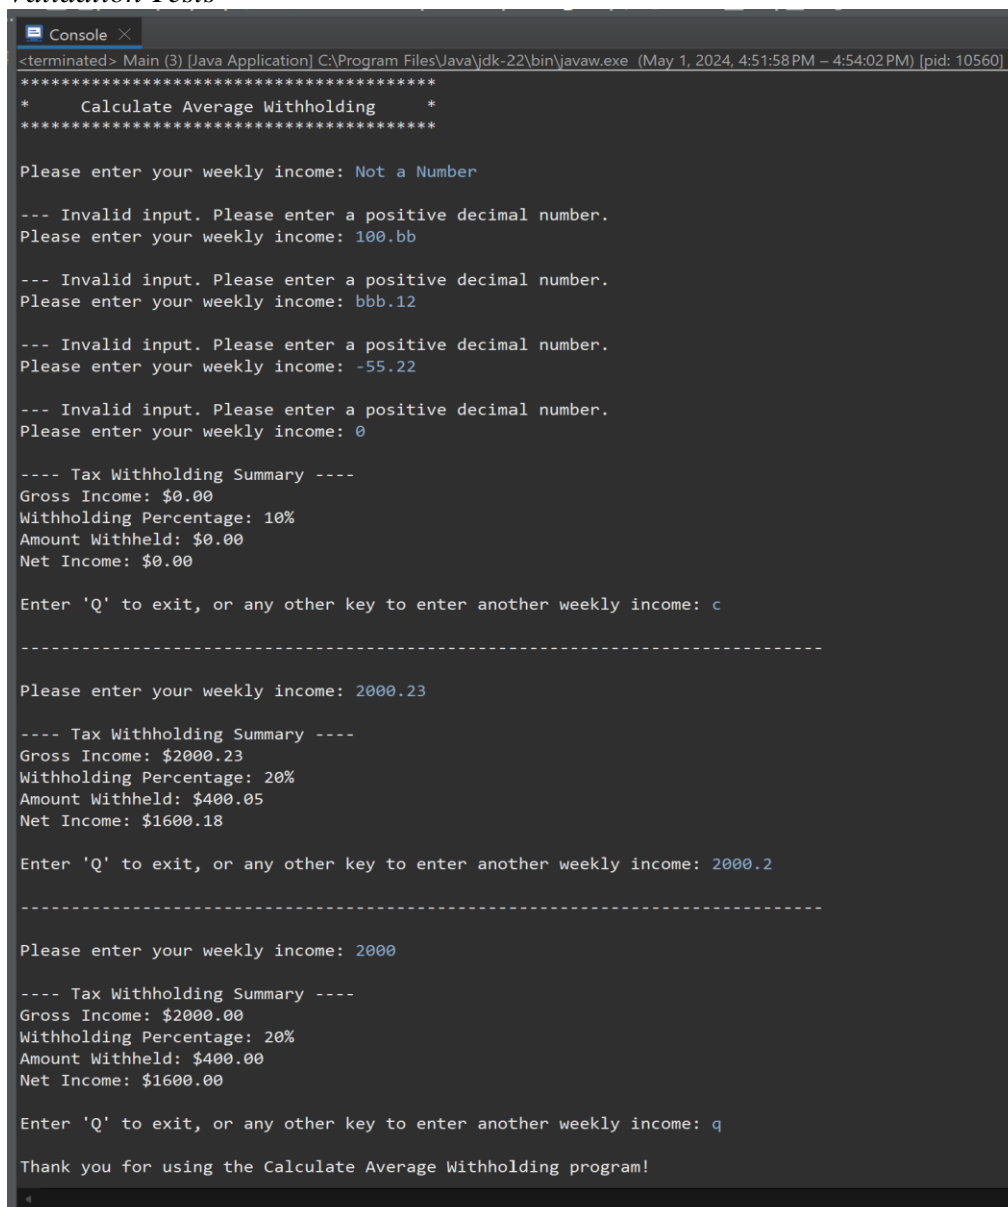 Validation Tests
Console
<terminated> Main (3) [Java Application] C:\Program Files\Java\jdk-22\bin\javaw.exe (May 1, 2024, 4:51:58 PM – 4:54:02 PM) [pid: 10560]
*****************************************
* Calculate Average Withholding *
*****************************************
Please enter your weekly income: Not a Number
--- Invalid input. Please enter a positive decimal number.
Please enter your weekly income: 100.bb
--- Invalid input. Please enter a positive decimal number.
Please enter your weekly income: bbb.12
--- Invalid input. Please enter a positive decimal number.
Please enter your weekly income: -55.22
--- Invalid input. Please enter a positive decimal number.
Please enter your weekly income: 0
---- Tax Withholding Summary ----
Gross Income: $0.00
Withholding Percentage: 10%
Amount Withheld: $0.00
Net Income: $0.00
Enter 'Q' to exit, or any other key to enter another weekly income: c
-------------------------------------------------------------------------------
Please enter your weekly income: 2000.23
---- Tax Withholding Summary ----
Gross Income: $2000.23
Withholding Percentage: 20%
Amount Withheld: $400.05
Net Income: $1600.18
Enter 'Q' to exit, or any other key to enter another weekly income: 2000.2
-------------------------------------------------------------------------------
Please enter your weekly income: 2000
---- Tax Withholding Summary ----
Gross Income: $2000.00
Withholding Percentage: 20%
Amount Withheld: $400.00
Net Income: $1600.00
Enter 'Q' to exit, or any other key to enter another weekly income: q
Thank you for using the Calculate Average Withholding program!